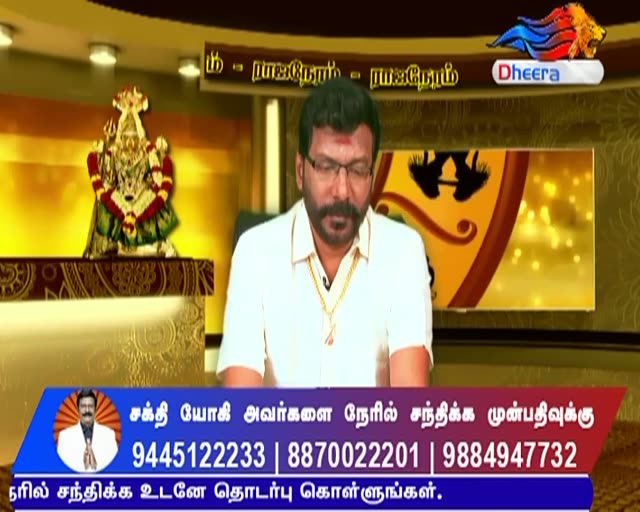 ம் - ராஜநேரம் - ராஜநேரம்
Dheera
சக்தி யோகி அவர்களை நேரில் சந்திக்க முன்பதிவுக்கு
9445122233 | 8870022201 | 9884947732
நேரில் சந்திக்க உடனே தொடர்பு கொள்ளுங்கள்.